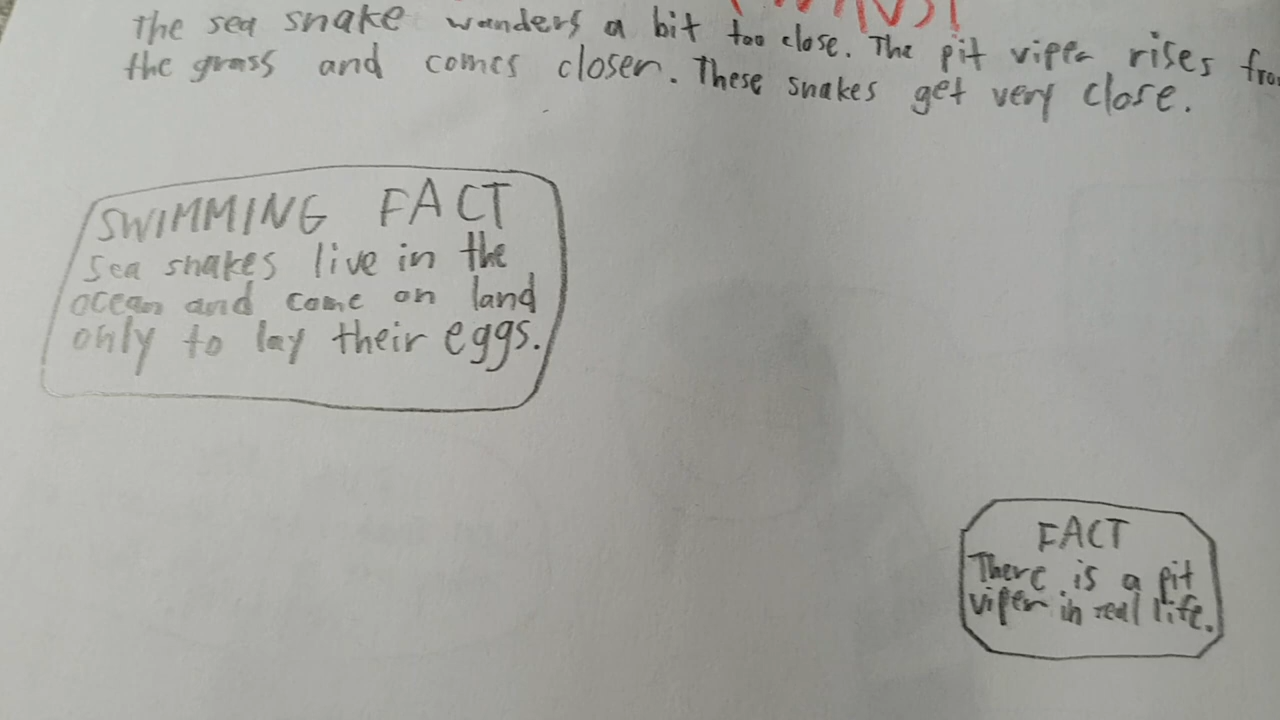 the sea snake wanders a bit too close. The pit viper rises from
the grass and comes closer. These snakes get very close.
SWIMMING FACT
Sea snakes live in the
ocean and come on land
only to lay their eggs.
FACT
There is a pit
viper in real life.